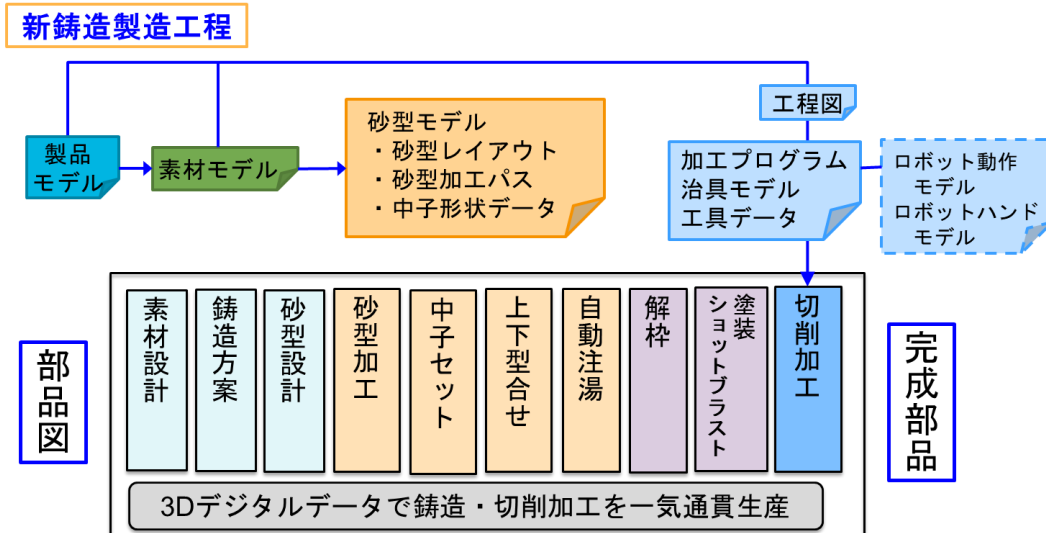 新鋳造製造工程
工程図
製品
モデル
素材モデル
砂型モデル
・砂型レイアウト
・砂型加工パス
・中子形状データ
加工プログラム
治具モデル
工具データ
ロボット動作
モデル
ロボットハンド
モデル
部品図
素材設計
鋳造方案
砂型設計
砂型加工
中子セット
上下型合せ
自動注湯
解枠
塗装
ショットブラスト
切削加工
完成部品
3Dデジタルデータで鋳造・切削加工を一気通貫生産